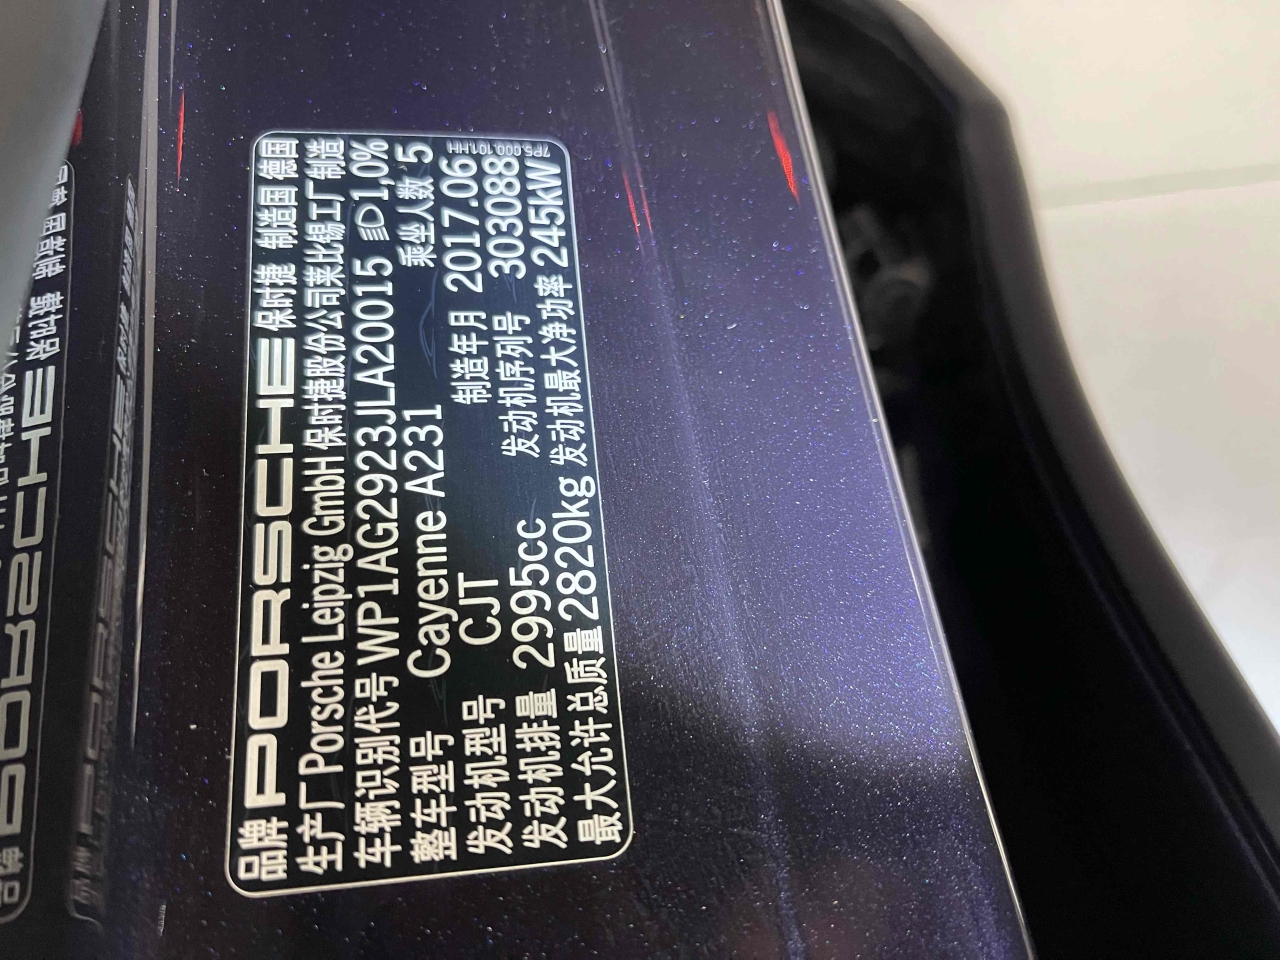 品牌 PORSCHE 保时捷 制造国 德国
生产厂 Porsche Leipzig GmbH 保时捷股份公司莱比锡工厂制造
车辆识别代号 WP1AG2923JLA20015 1,0%
整车型号 Cayenne A231 乘坐人数 5
发动机型号 CJT 制造年月 2017.06
发动机排量 2995cc 发动机序列号 303088
最大允许总质量 2820kg 发动机最大净功率 245kW
7P5.000.101.HH